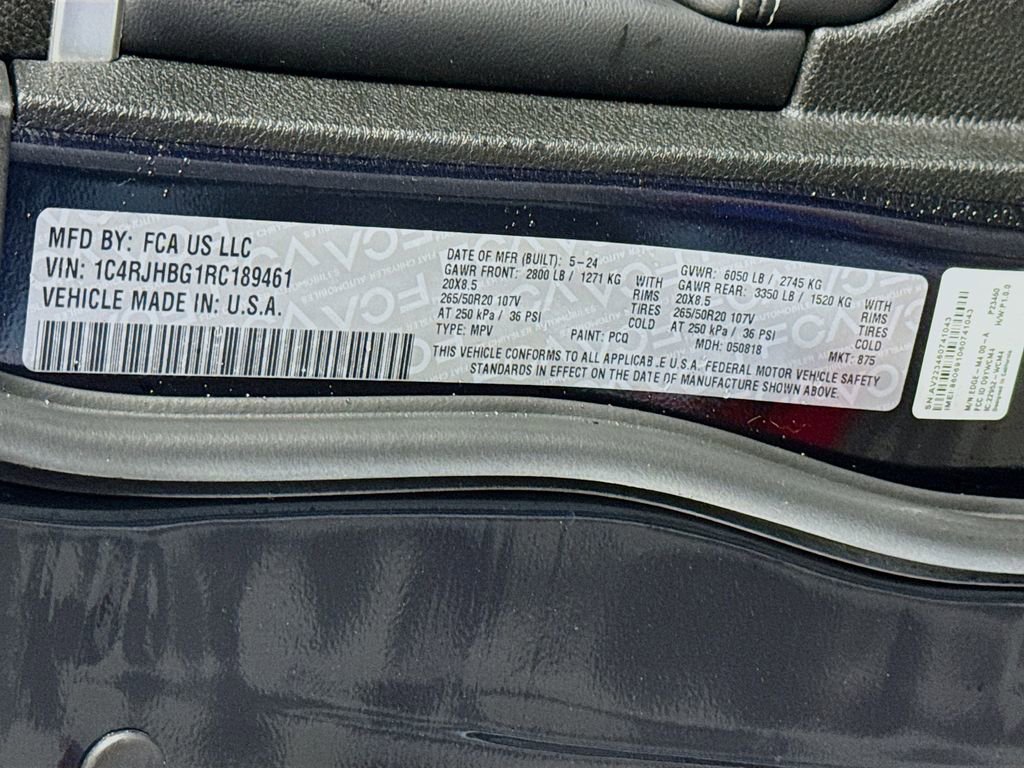 MFD BY: FCA US LLC
VIN: 1C4RJHBG1RC189461
VEHICLE MADE IN: U.S.A.
DATE OF MFR (BUILT): 5-24
GAWR FRONT: 2800 LB / 1271 KG WITH
20X8.5 RIMS
265/50R20 107V TIRES
AT 250 kPa / 36 PSI COLD
TYPE: MPV PAINT: PCQ
GVWR: 6050 LB / 2745 KG
GAWR REAR: 3350 LB / 1520 KG WITH
20X8.5 RIMS
265/50R20 107V TIRES
AT 250 kPa / 36 PSI COLD
MDH: 050818 MKT: 875
THIS VEHICLE CONFORMS TO ALL APPLICABLE U.S.A. FEDERAL MOTOR VEHICLE SAFETY
STANDARDS IN EFFECT ON THE DATE OF MANUFACTURE SHOWN ABOVE.
P23460
H/W:P1.0.0